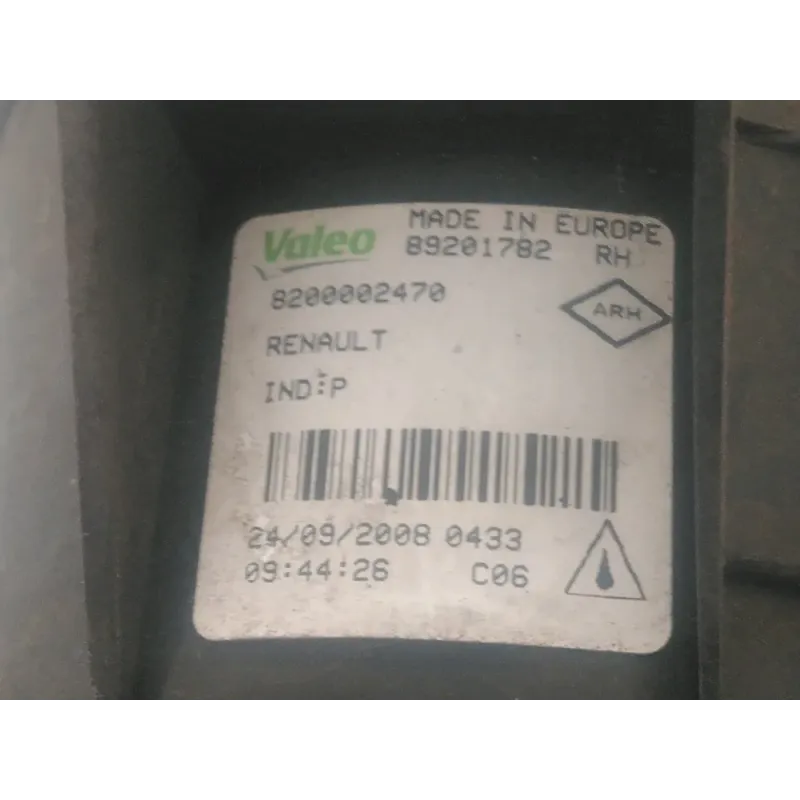 Valeo
MADE IN EUROPE
89201782 RH
8200002470
ARH
RENAULT
IND:P
24/09/2008 0433
09:44:26 C06